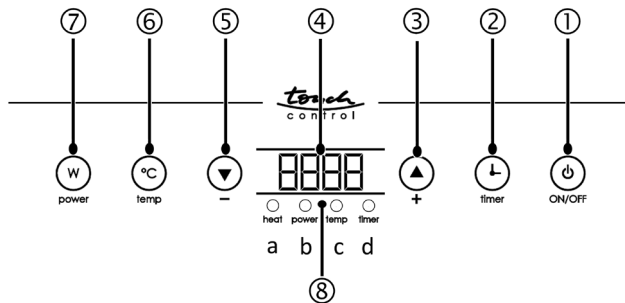 ⑦ ⑥ ⑤ ④ ③ ② ①
touch
control
W °C ▼ 8888 ▲
power temp − + timer ON/OFF
heat power temp timer
a b c d
⑧